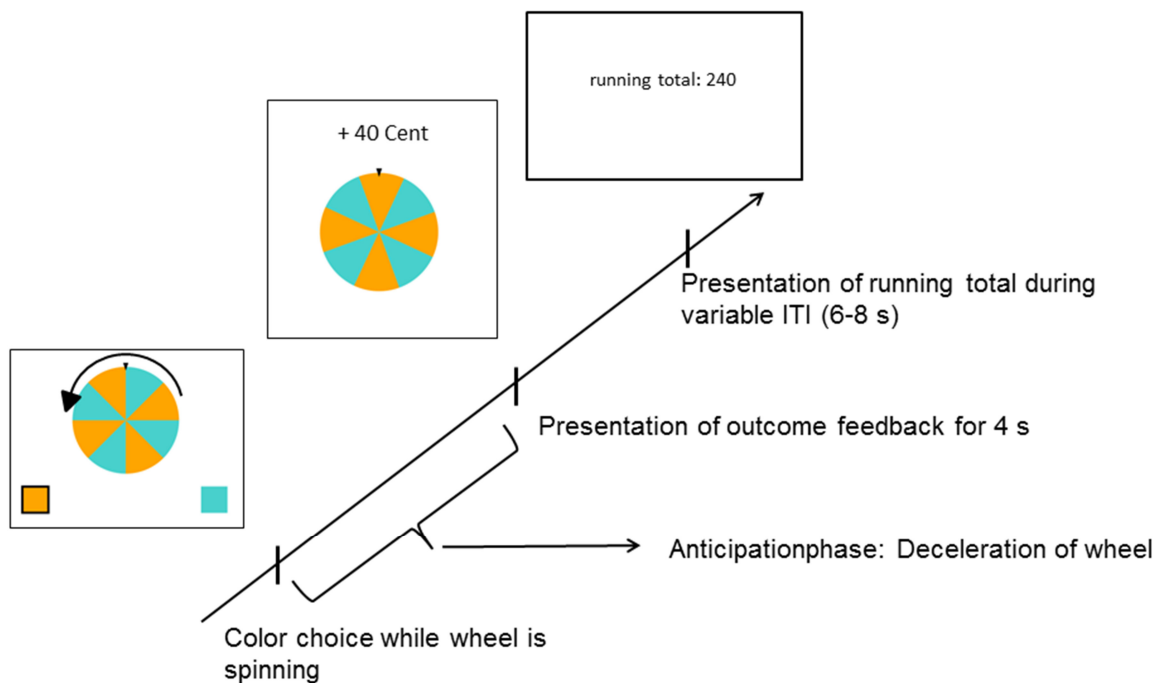 running total: 240
+ 40 Cent
Presentation of running total during
variable ITI (6-8 s)
Presentation of outcome feedback for 4 s
Anticipationphase: Deceleration of wheel
Color choice while wheel is
spinning